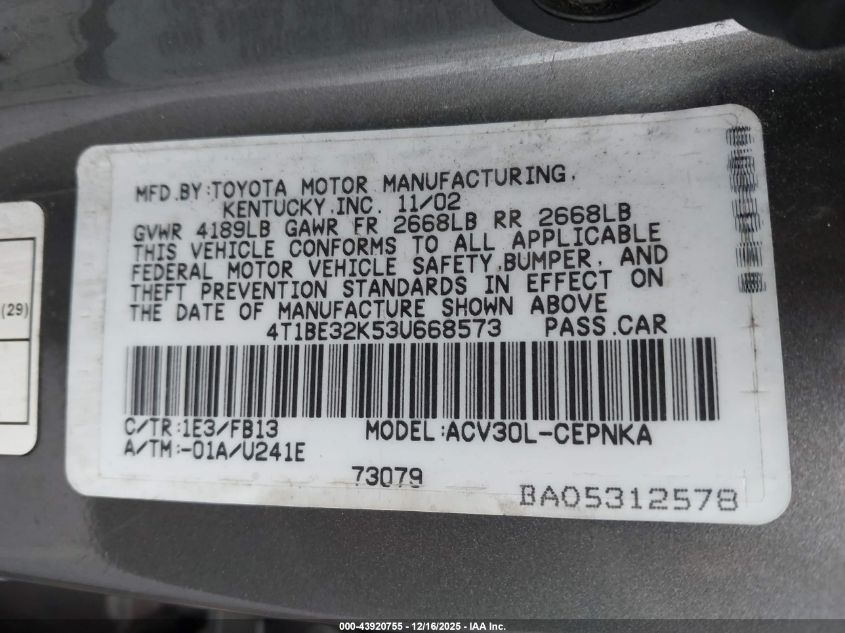 MFD.BY:TOYOTA MOTOR MANUFACTURING,
KENTUCKY,INC. 11/02
GVWR 4189LB GAWR FR 2668LB RR 2668LB
THIS VEHICLE CONFORMS TO ALL APPLICABLE
FEDERAL MOTOR VEHICLE SAFETY,BUMPER, AND
THEFT PREVENTION STANDARDS IN EFFECT ON
THE DATE OF MANUFACTURE SHOWN ABOVE
4T1BE32K53U668573 PASS.CAR
C/TR:1E3/FB13 MODEL:ACV30L-CEPNKA
A/TM:-01A/U241E
73079
BA05312578
(29)
000-43920755 - 12/16/2025 - IAA Inc.